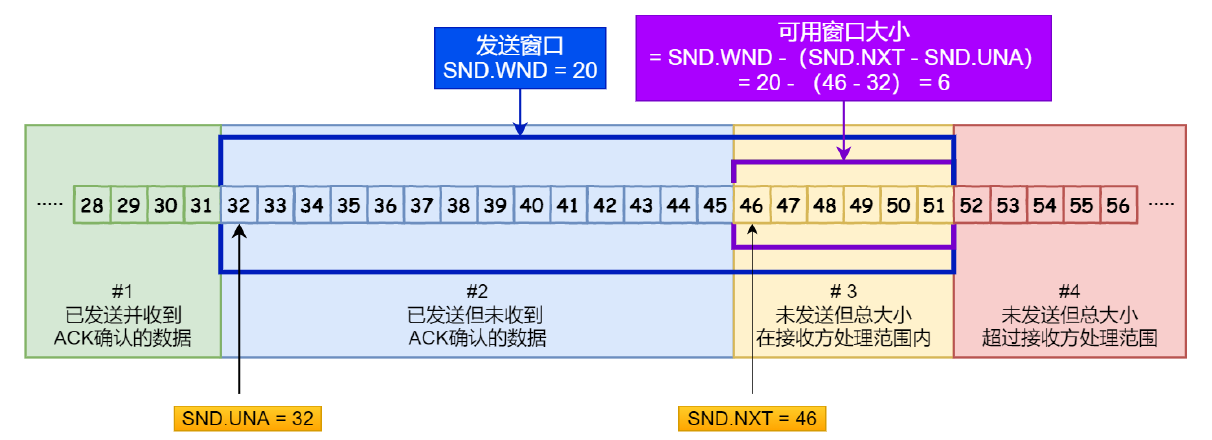 发送窗口
SND.WND = 20
可用窗口大小
= SND.WND -（SND.NXT - SND.UNA）
= 20 - （46 - 32） = 6
..... 28 29 30 31 32 33 34 35 36 37 38 39 40 41 42 43 44 45 46 47 48 49 50 51 52 53 54 55 56 .....
#1
已发送并收到
ACK确认的数据
#2
已发送但未收到
ACK确认的数据
# 3
未发送但总大小
在接收方处理范围内
#4
未发送但总大小
超过接收方处理范围
SND.UNA = 32
SND.NXT = 46